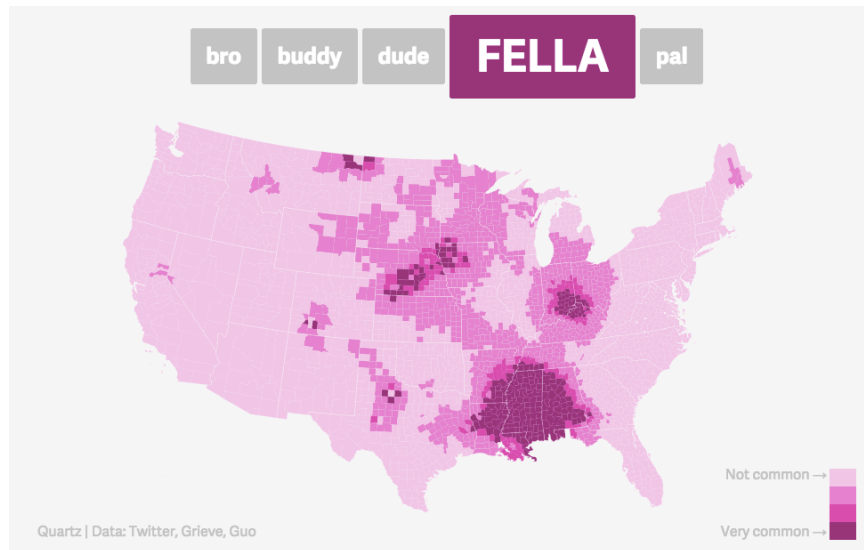 bro buddy dude FELLA pal
Not common →
Very common →
Quartz | Data: Twitter, Grieve, Guo